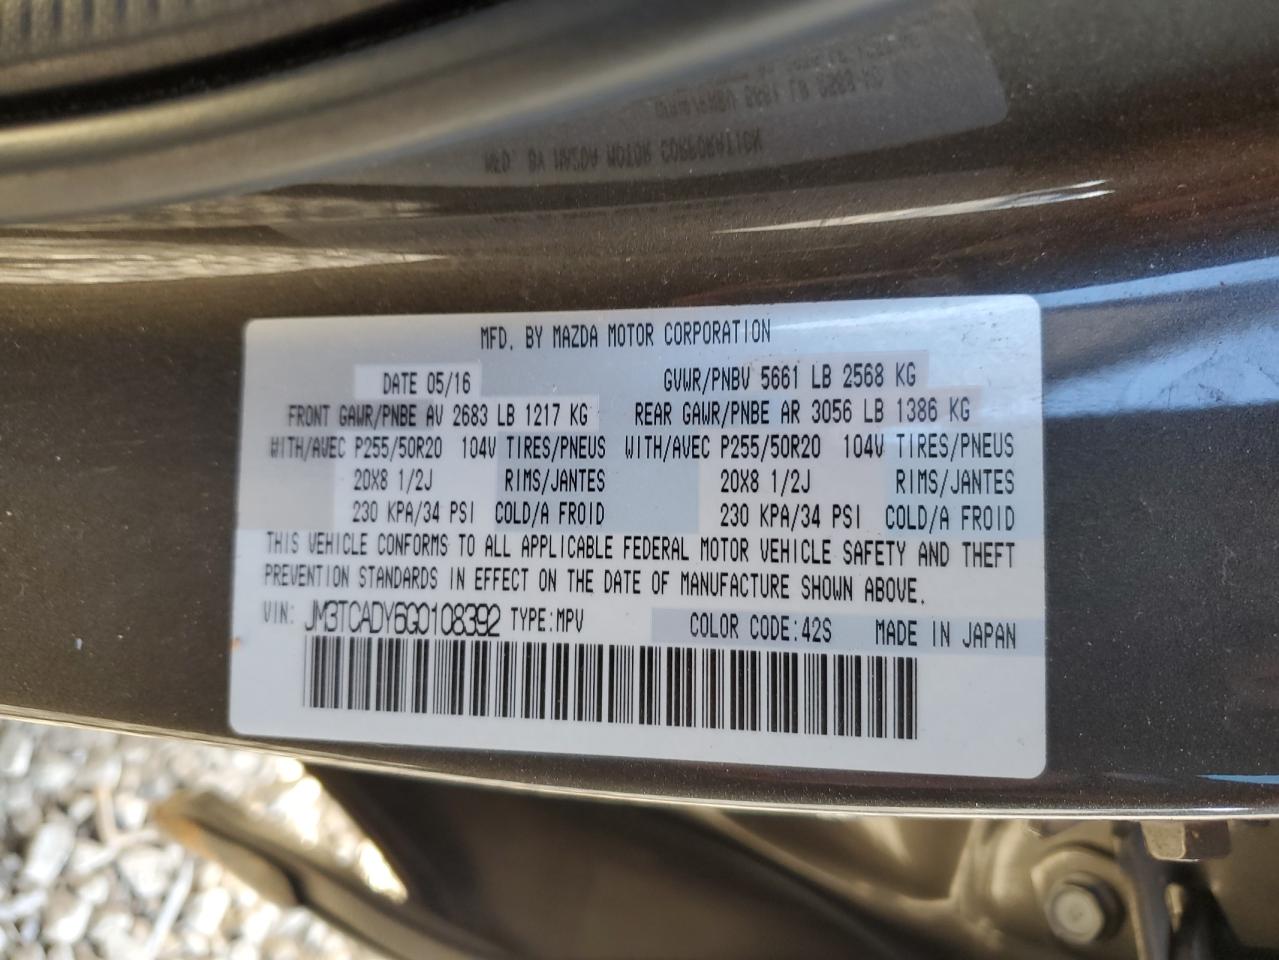 MFD. BY MAZDA MOTOR CORPORATION
DATE 05/16 GVWR/PNBV 5661 LB 2568 KG
FRONT GAWR/PNBE AV 2683 LB 1217 KG REAR GAWR/PNBE AR 3056 LB 1386 KG
WITH/AVEC P255/50R20 104V TIRES/PNEUS WITH/AVEC P255/50R20 104V TIRES/PNEUS
20X8 1/2J RIMS/JANTES 20X8 1/2J RIMS/JANTES
230 KPA/34 PSI COLD/A FROID 230 KPA/34 PSI COLD/A FROID
THIS VEHICLE CONFORMS TO ALL APPLICABLE FEDERAL MOTOR VEHICLE SAFETY AND THEFT
PREVENTION STANDARDS IN EFFECT ON THE DATE OF MANUFACTURE SHOWN ABOVE.
VIN: JM3TCADY6G0108392 TYPE:MPV COLOR CODE:42S MADE IN JAPAN